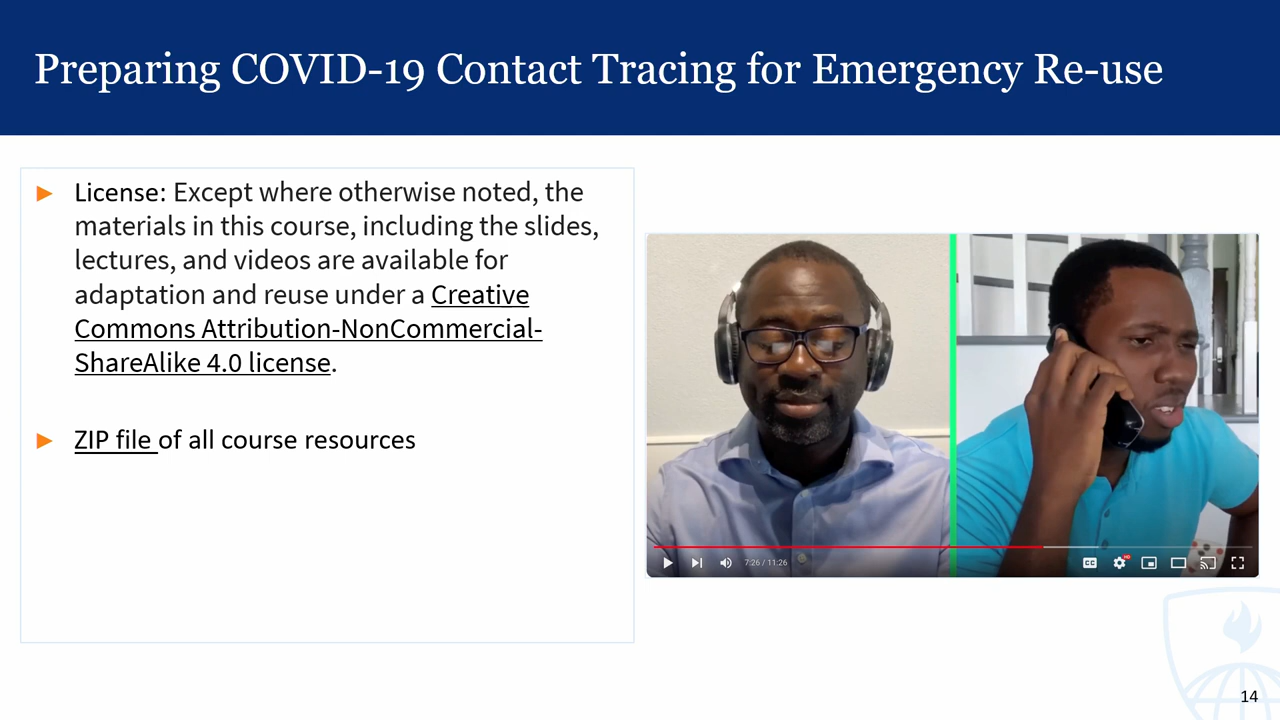 Preparing COVID-19 Contact Tracing for Emergency Re-use
► License: Except where otherwise noted, the
materials in this course, including the slides,
lectures, and videos are available for
adaptation and reuse under a Creative
Commons Attribution-NonCommercial-
ShareAlike 4.0 license.
► ZIP file of all course resources
7:26 / 11:26
CC
HD
14